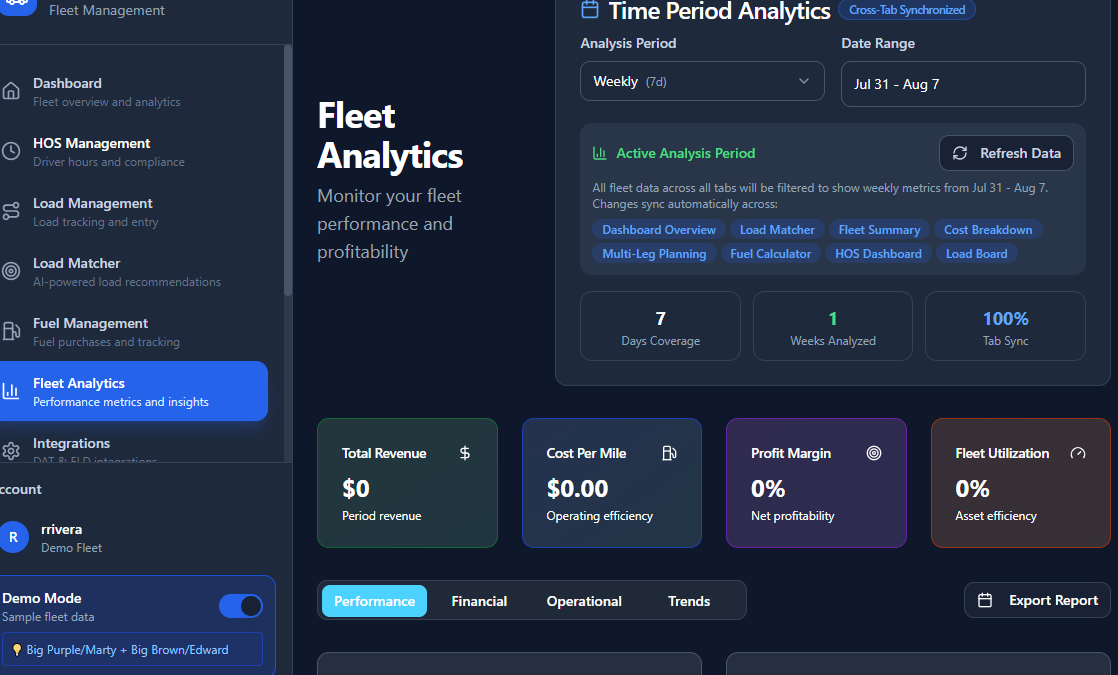 Fleet Management
Dashboard
Fleet overview and analytics
HOS Management
Driver hours and compliance
Load Management
Load tracking and entry
Load Matcher
AI-powered load recommendations
Fuel Management
Fuel purchases and tracking
Fleet Analytics
Performance metrics and insights
Integrations
DAT & ELD integrations
ccount
R
rrivera
Demo Fleet
Demo Mode
Sample fleet data
Big Purple/Marty + Big Brown/Edward
Fleet
Analytics
Monitor your fleet
performance and
profitability
Time Period Analytics Cross-Tab Synchronized
Analysis Period
Weekly (7d)
Date Range
Jul 31 - Aug 7
Active Analysis Period
Refresh Data
All fleet data across all tabs will be filtered to show weekly metrics from Jul 31 - Aug 7.
Changes sync automatically across:
Dashboard Overview Load Matcher Fleet Summary Cost Breakdown
Multi-Leg Planning Fuel Calculator HOS Dashboard Load Board
7
Days Coverage
1
Weeks Analyzed
100%
Tab Sync
Total Revenue $
$0
Period revenue
Cost Per Mile
$0.00
Operating efficiency
Profit Margin
0%
Net profitability
Fleet Utilization
0%
Asset efficiency
Performance Financial Operational Trends
Export Report